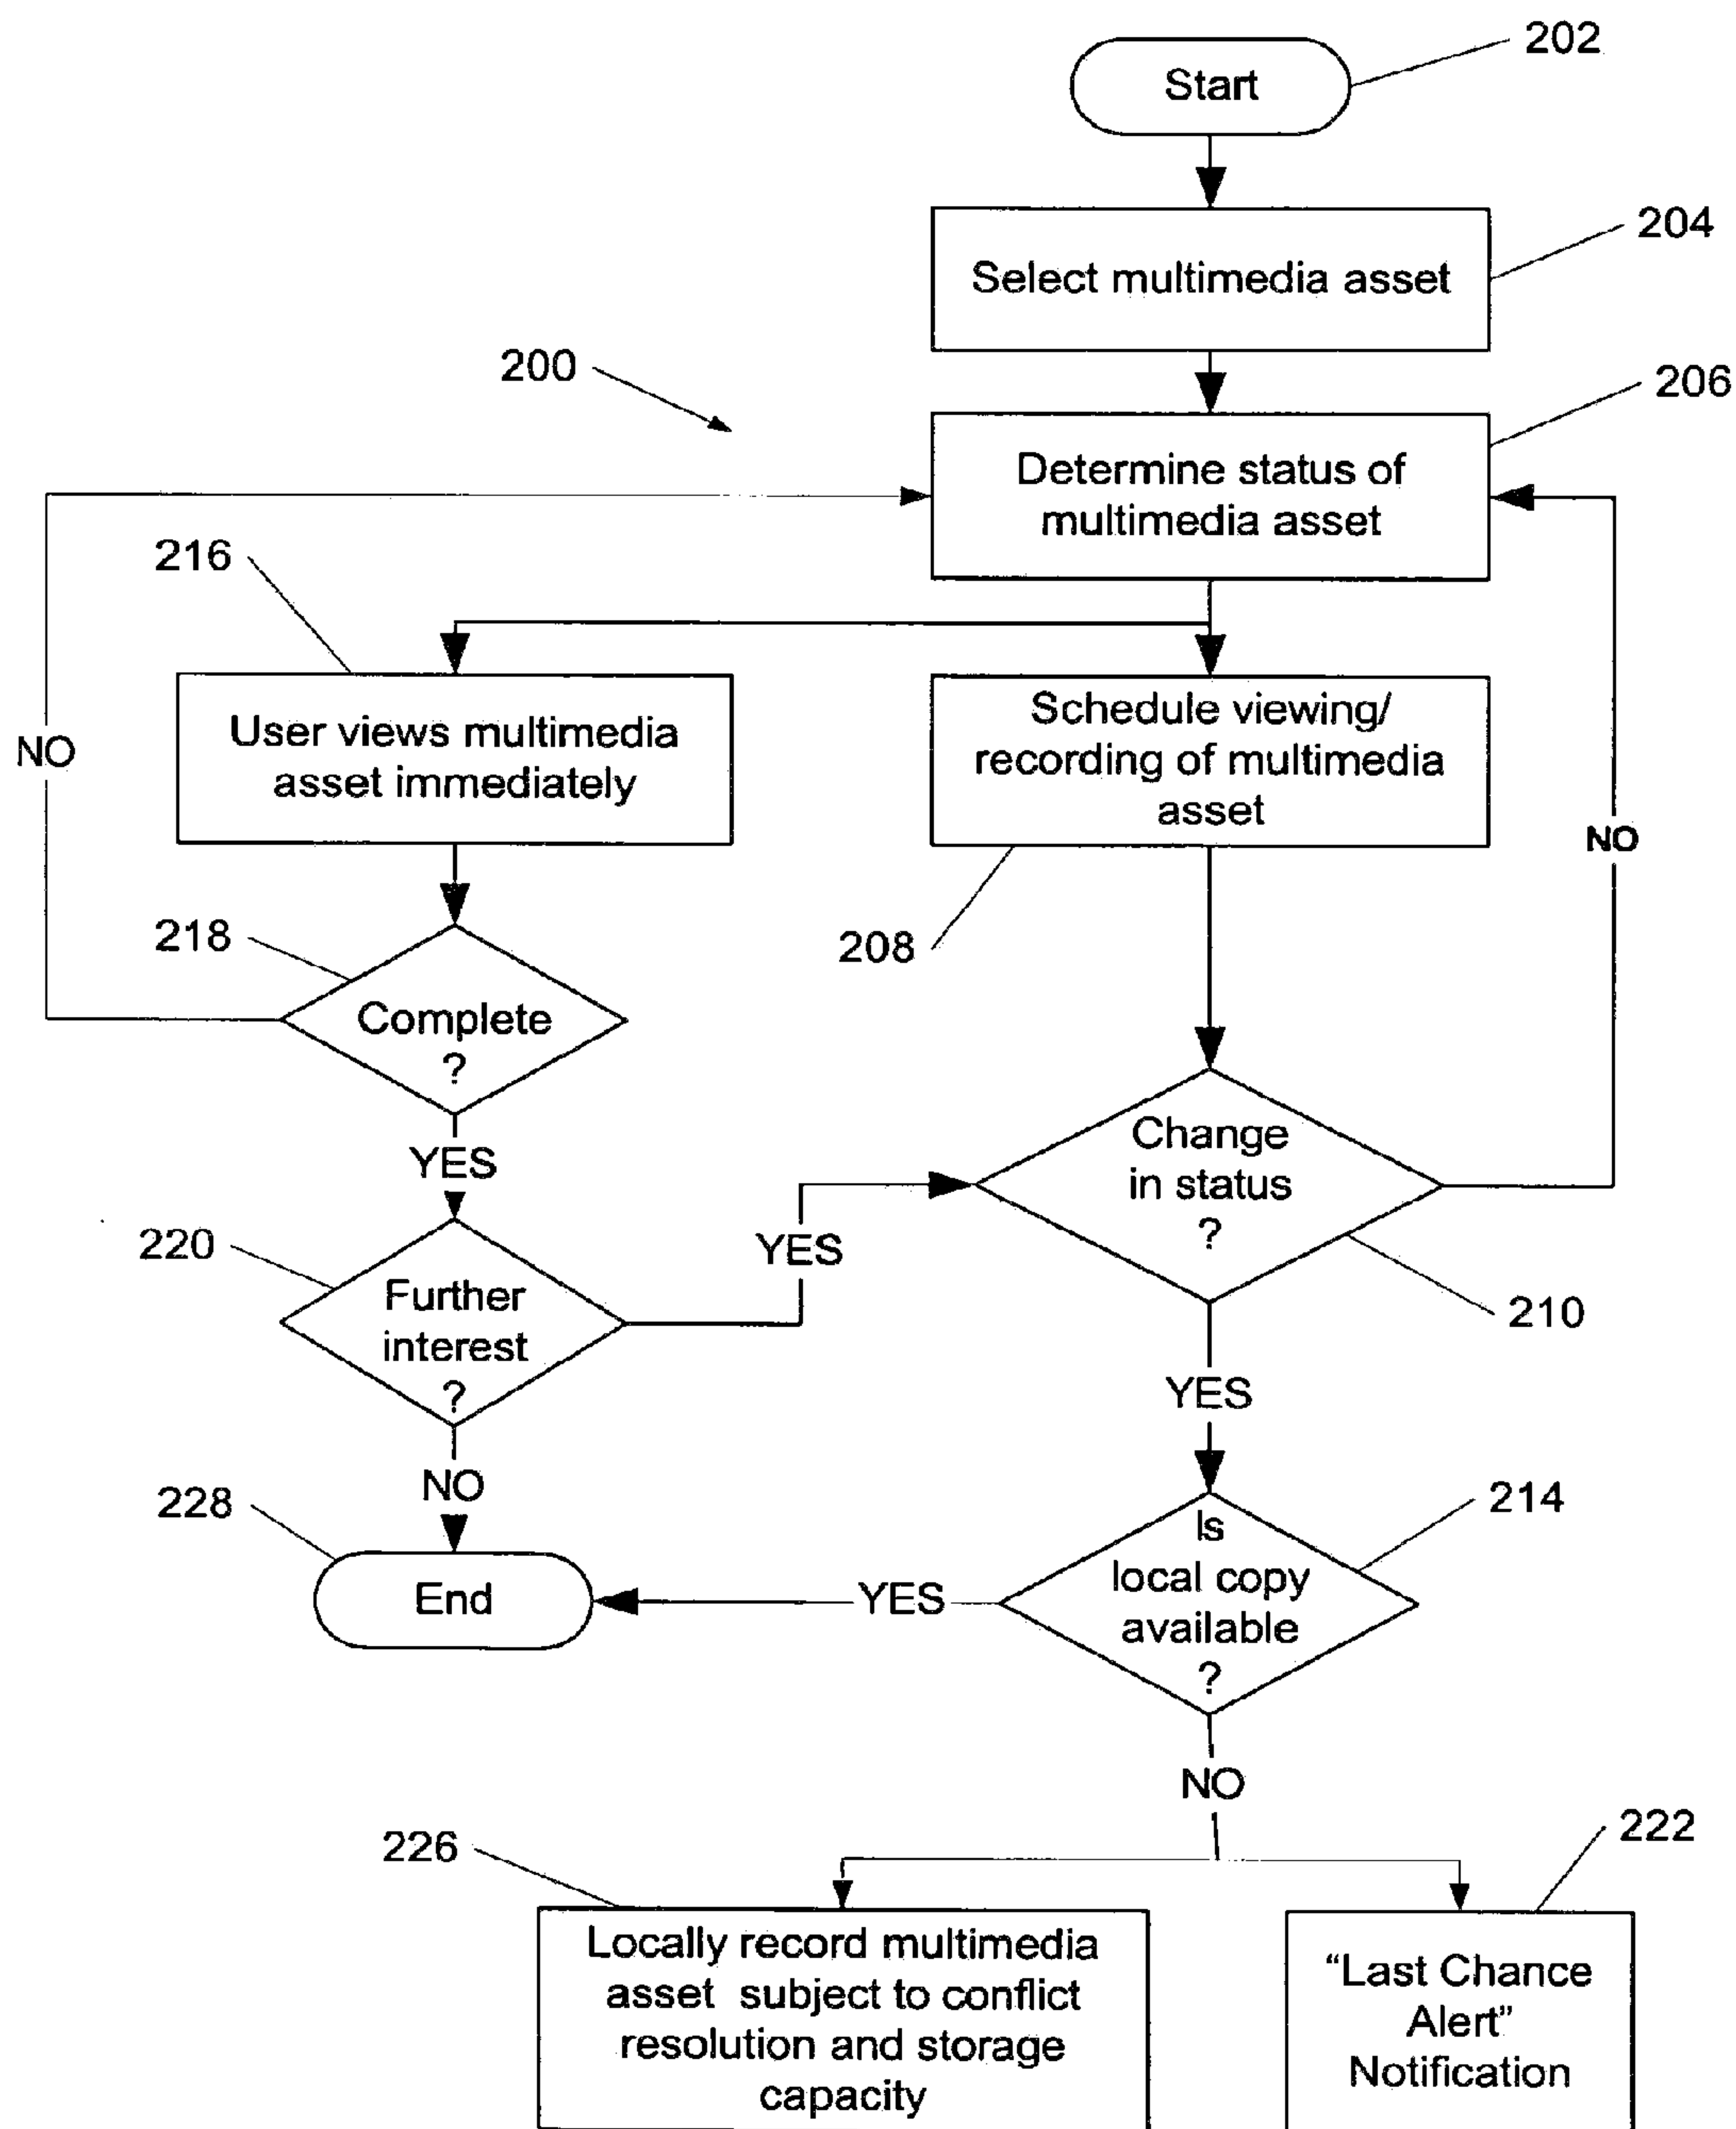 202
Start
204
Select multimedia asset
200
206
Determine status of
multimedia asset
216
User views multimedia
asset immediately
Schedule viewing/
recording of multimedia
asset
NO
NO
208
218
Complete
?
YES
Change
in status
?
210
220
Further
interest
?
YES
YES
NO
228
End
YES
214
Is
local copy
available
?
NO
226
222
Locally record multimedia
asset subject to conflict
resolution and storage
capacity
“Last Chance
Alert”
Notification